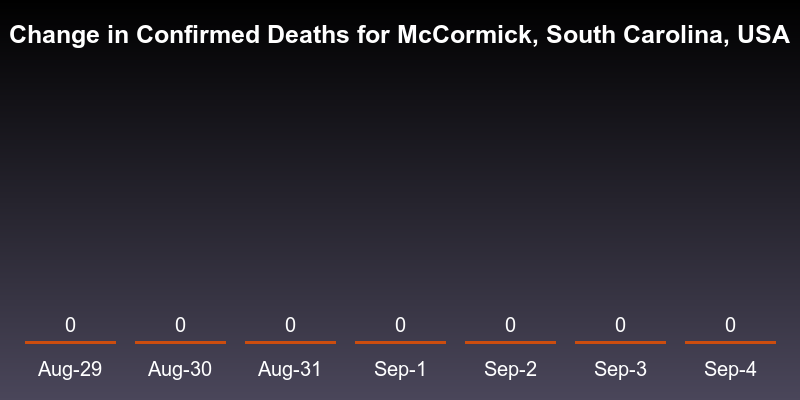 Change in Confirmed Deaths for McCormick, South Carolina, USA
0 0 0 0 0 0 0
Aug-29 Aug-30 Aug-31 Sep-1 Sep-2 Sep-3 Sep-4